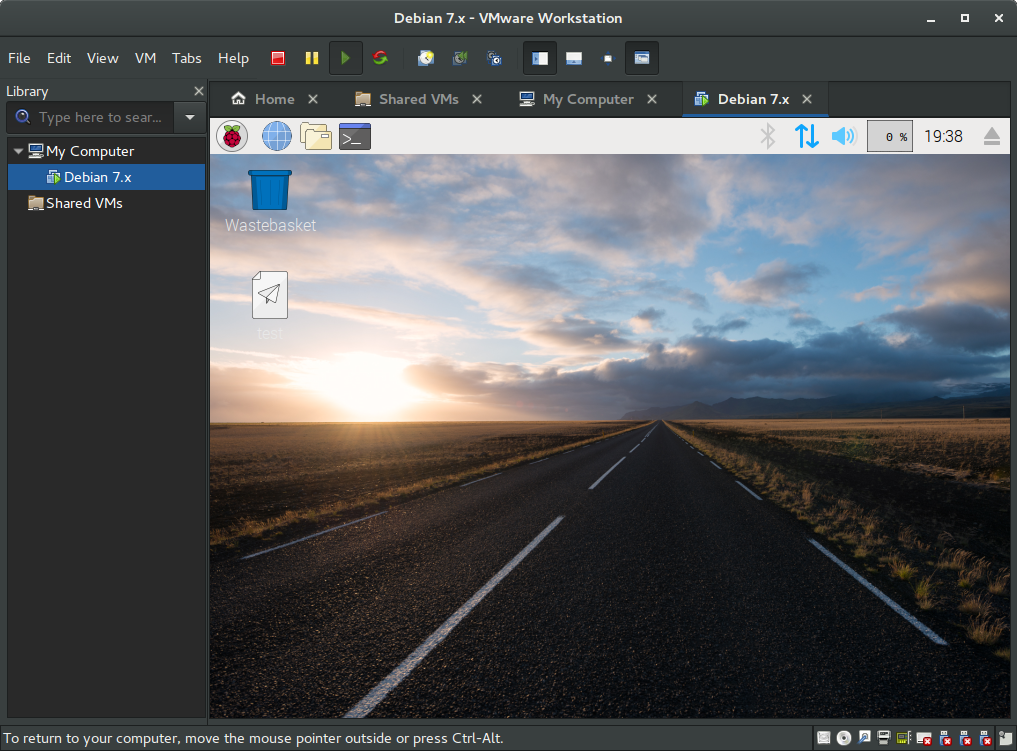 Debian 7.x - VMware Workstation
File Edit View VM Tabs Help
Library
Type here to sear...
My Computer
Debian 7.x
Shared VMs
Home
Shared VMs
My Computer
Debian 7.x
0 %
19:38
Wastebasket
test
To return to your computer, move the mouse pointer outside or press Ctrl-Alt.